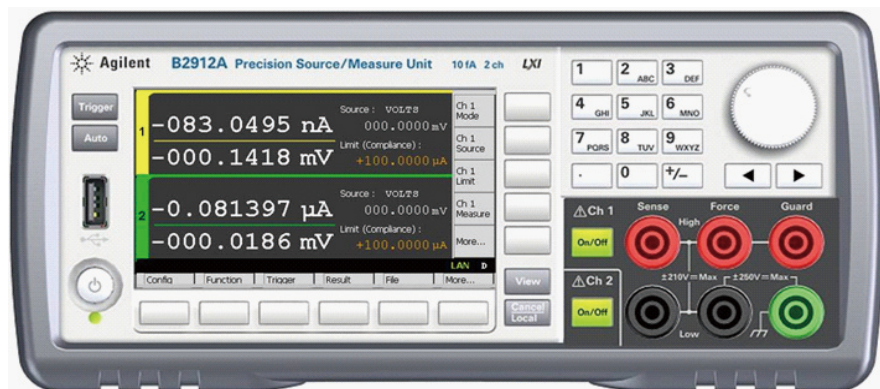 Agilent B2912A Precision Source/Measure Unit 10 fA 2 ch LXI
Trigger
Auto
1
-083.0495 nA
-000.1418 mV
Source : VOLTS
000.0000 mV
Limit (Compliance) :
+100.0000 µA
Ch 1
Mode
Ch 1
Source
Ch 1
Limit
2
-0.081397 µA
-000.0186 mV
Source : VOLTS
000.0000 mV
Limit (Compliance) :
+100.0000 µA
Ch 1
Measure
More...
LAN D
Config Function Trigger Result File More...
View
Cancel
Local
1 2 ABC 3 DEF
4 GHI 5 JKL 6 MNO
7 PQRS 8 TUV 9 WXYZ
. 0 +/−
Ch 1 Sense Force Guard
High
On/Off
Ch 2 ±210V Max ±250V Max
On/Off
Low